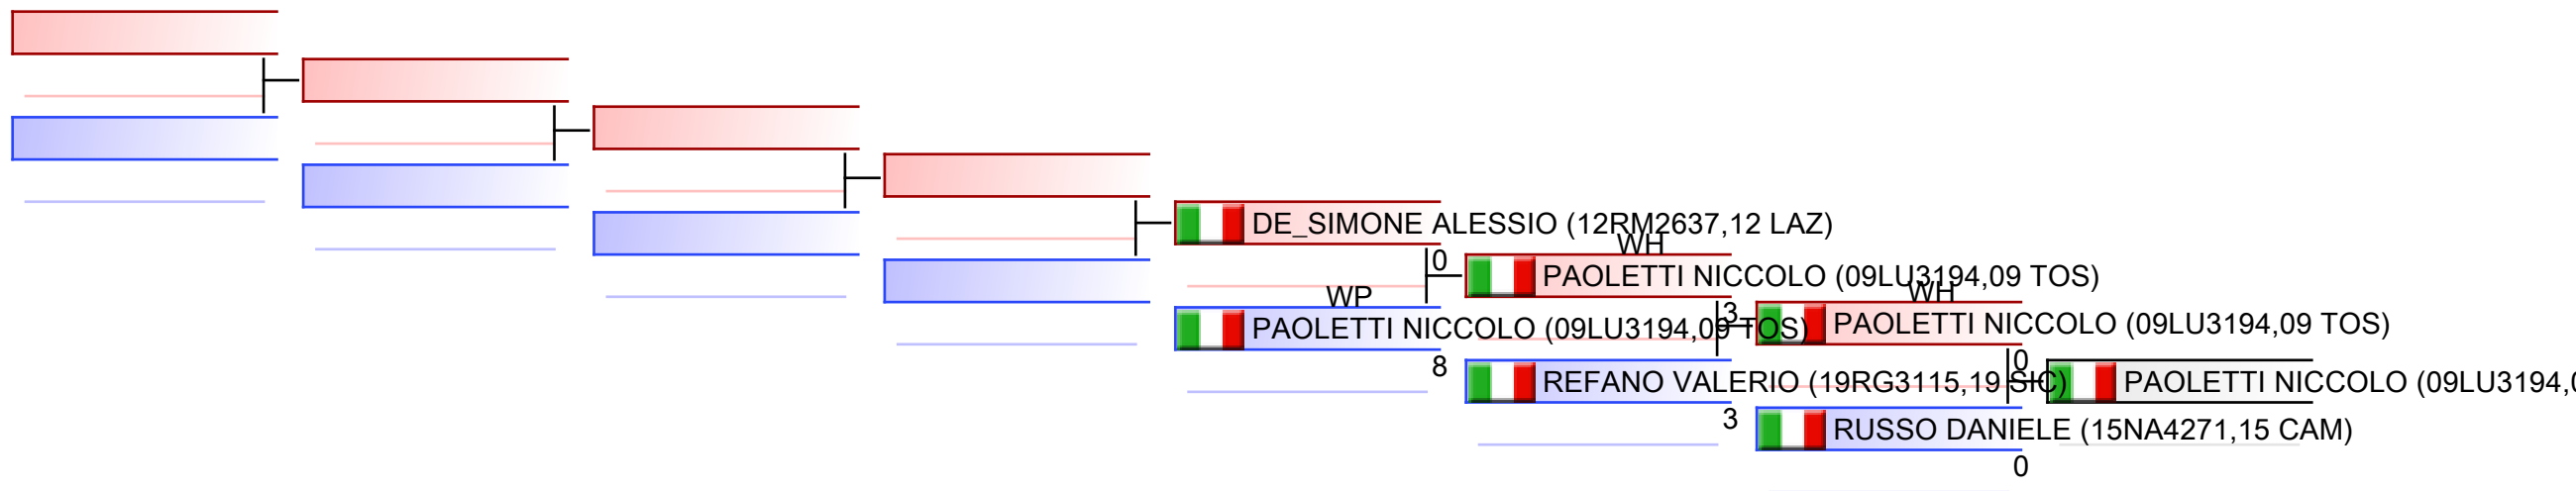 DE_SIMONE ALESSIO (12RM2637,12 LAZ)
0
WH
PAOLETTI NICCOLO (09LU3194,09 TOS)
WP
PAOLETTI NICCOLO (09LU3194,09 TOS)
8
3
WH
PAOLETTI NICCOLO (09LU3194,09 TOS)
REFANO VALERIO (19RG3115,19 SIC)
3
0
PAOLETTI NICCOLO (09LU3194,0
RUSSO DANIELE (15NA4271,15 CAM)
0